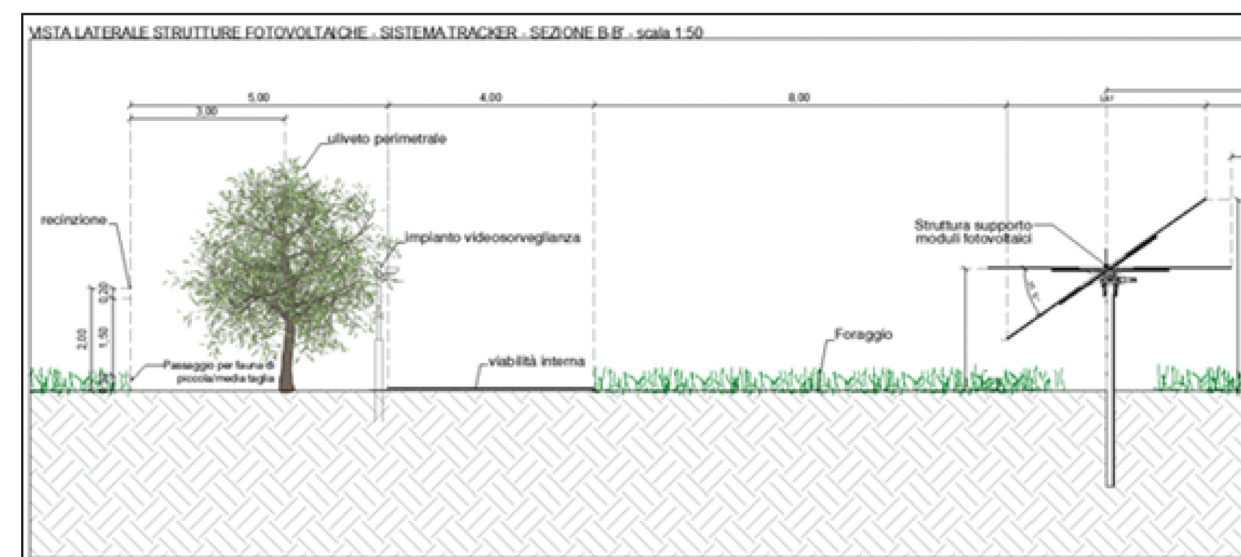 VISTA LATERALE STRUTTURE FOTOVOLTAICHE - SISTEMA TRACKER - SEZIONE B-B' - scala 1:50
5,00
4,00
8,00
3,00
uliveto perimetrale
recinzione
impianto videosorveglianza
Struttura supporto
moduli fotovoltaici
0,20
2,00
1,50
Foraggio
viabilità interna
Passaggio per fauna di
piccola/media taglia